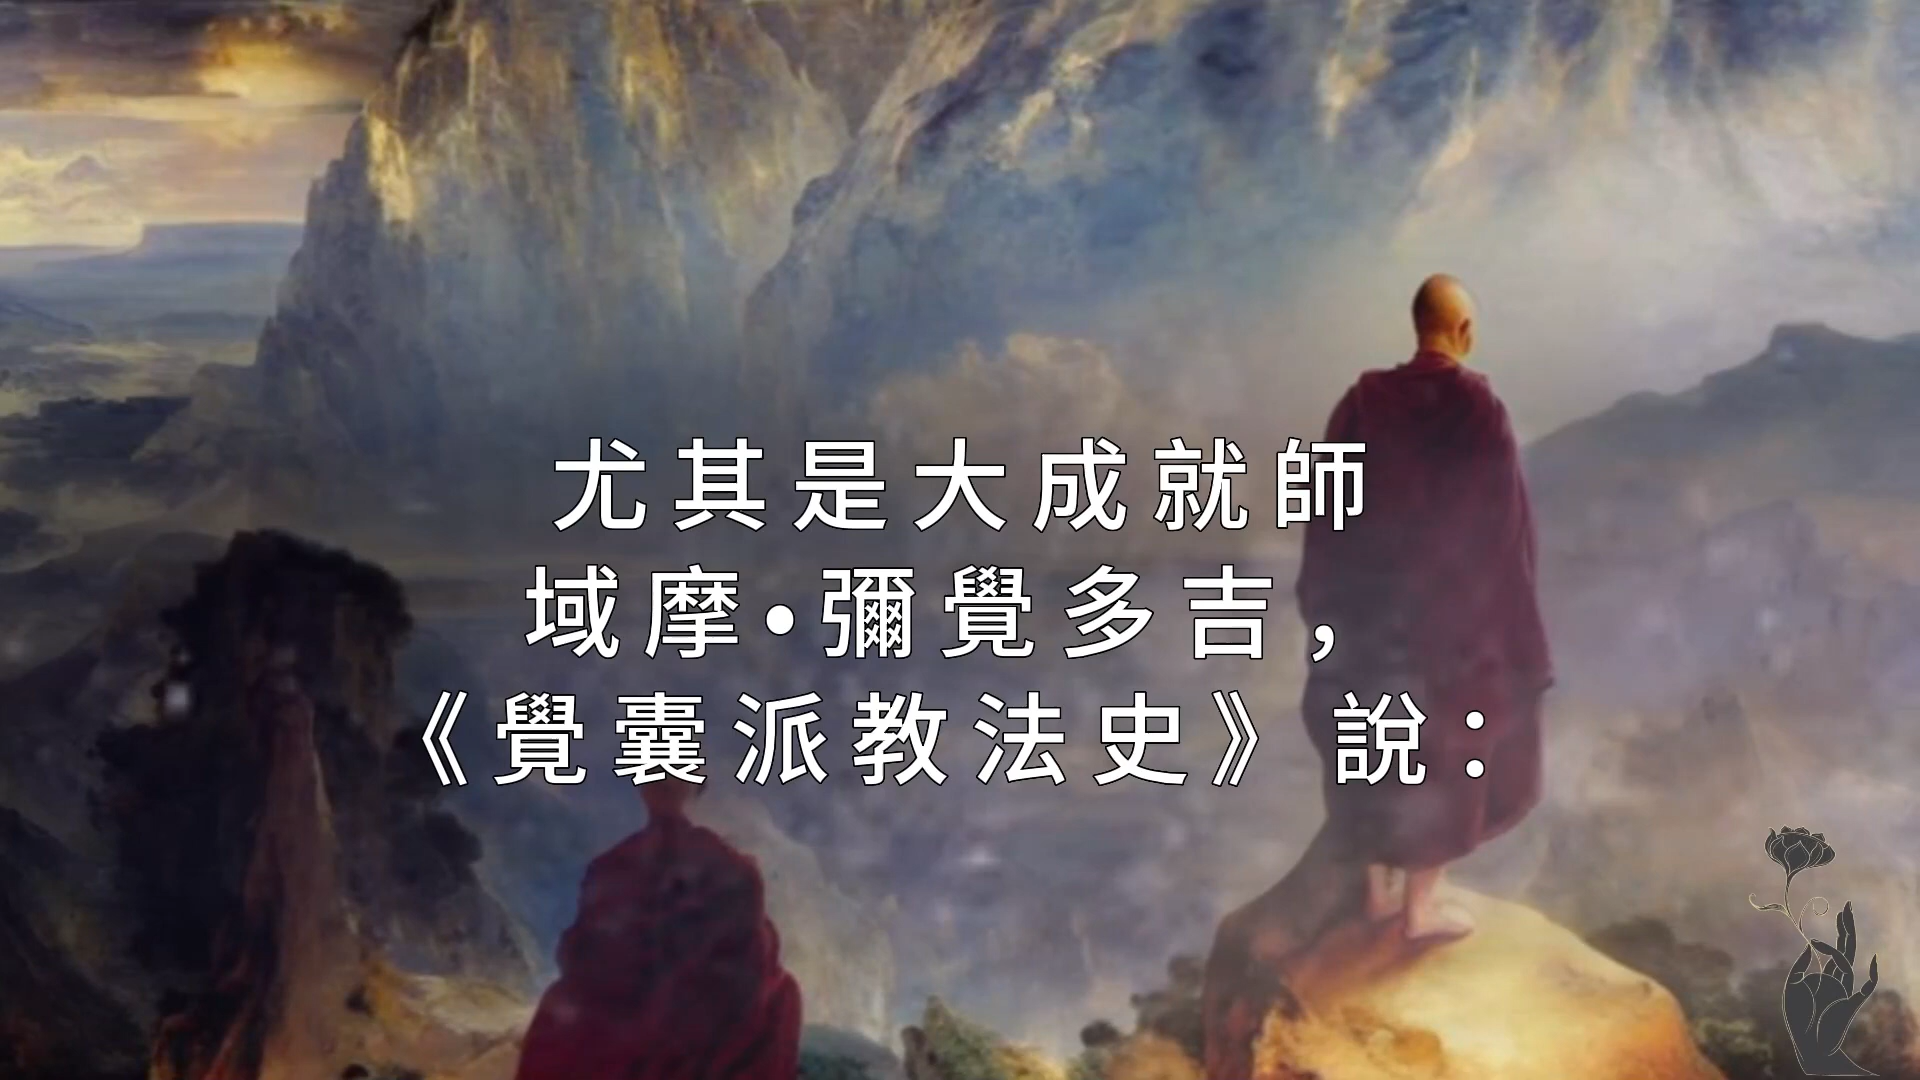 尤其是大成就師
域摩•彌覺多吉，
《覺囊派教法史》說：